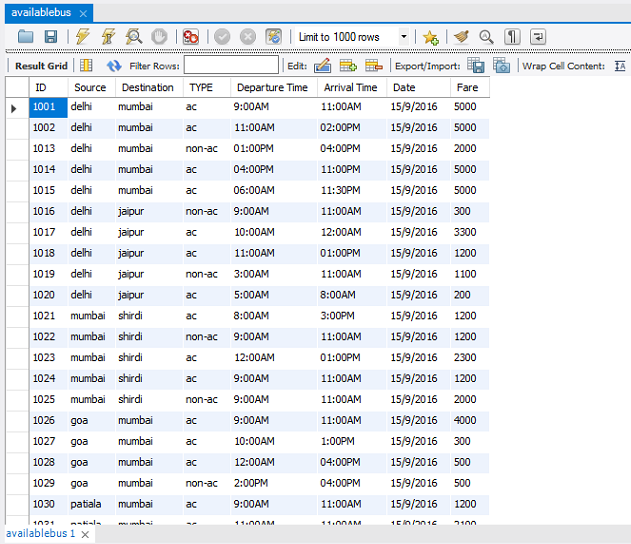 availablebus
Limit to 1000 rows
Result Grid Filter Rows: Edit: Export/Import: Wrap Cell Content:
ID Source Destination TYPE Departure Time Arrival Time Date Fare
1001 delhi mumbai ac 9:00AM 11:00AM 15/9/2016 5000
1002 delhi mumbai ac 11:00AM 02:00PM 15/9/2016 5000
1013 delhi mumbai non-ac 01:00PM 04:00PM 15/9/2016 2000
1014 delhi mumbai ac 04:00PM 11:00PM 15/9/2016 5000
1015 delhi mumbai ac 06:00AM 11:30PM 15/9/2016 5000
1016 delhi jaipur non-ac 9:00AM 11:00AM 15/9/2016 300
1017 delhi jaipur ac 10:00AM 12:00AM 15/9/2016 3300
1018 delhi jaipur ac 11:00AM 01:00PM 15/9/2016 1200
1019 delhi jaipur non-ac 3:00AM 11:00AM 15/9/2016 1100
1020 delhi jaipur ac 5:00AM 8:00AM 15/9/2016 200
1021 mumbai shirdi ac 8:00AM 3:00PM 15/9/2016 1200
1022 mumbai shirdi non-ac 9:00AM 11:00AM 15/9/2016 1200
1023 mumbai shirdi ac 12:00AM 01:00PM 15/9/2016 2300
1024 mumbai shirdi ac 9:00AM 11:00AM 15/9/2016 1200
1025 mumbai shirdi non-ac 9:00AM 11:00AM 15/9/2016 2000
1026 goa mumbai ac 9:00AM 11:00AM 15/9/2016 4000
1027 goa mumbai ac 10:00AM 1:00PM 15/9/2016 300
1028 goa mumbai ac 12:00AM 04:00PM 15/9/2016 500
1029 goa mumbai non-ac 2:00PM 04:00PM 15/9/2016 500
1030 patiala mumbai ac 9:00AM 11:00AM 15/9/2016 1200
1031 patiala mumbai ac 11:00AM 11:00AM 15/9/2016 2100
availablebus 1